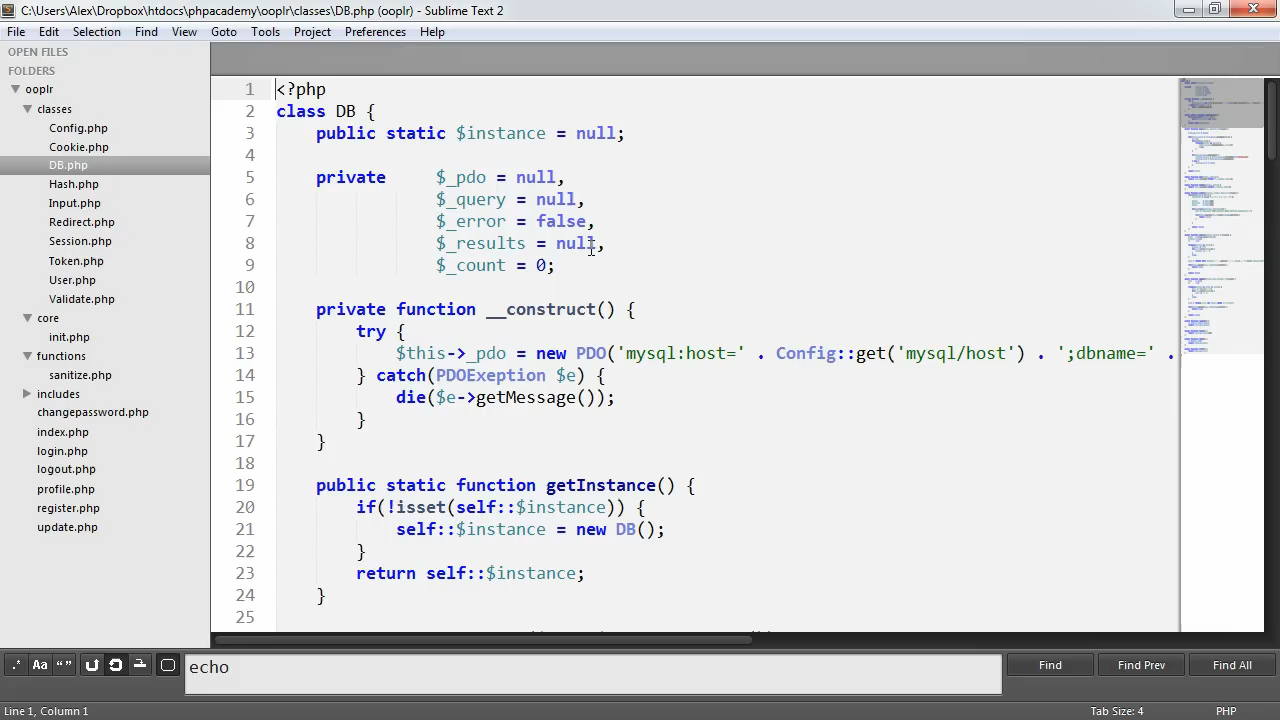 C:\Users\Alex\Dropbox\htdocs\phpacademy\ooplr\classes\DB.php (ooplr) - Sublime Text 2
File Edit Selection Find View Goto Tools Project Preferences Help
OPEN FILES
FOLDERS
ooplr
classes
Config.php
Cookie.php
DB.php
Hash.php
Input.php
Redirect.php
Session.php
Token.php
User.php
Validate.php
core
init.php
functions
sanitize.php
includes
changepassword.php
index.php
login.php
logout.php
profile.php
register.php
update.php
1 <?php
2 class DB {
3 public static $instance = null;
4
5 private $_pdo = null,
6 $_query = null,
7 $_error = false,
8 $_results = null,
9 $_count = 0;
10
11 private function __construct() {
12 try {
13 $this->_pdo = new PDO('mysql:host=' . Config::get('mysql/host') . ';dbname=' .
14 } catch(PDOExeption $e) {
15 die($e->getMessage());
16 }
17 }
18
19 public static function getInstance() {
20 if(!isset(self::$instance)) {
21 self::$instance = new DB();
22 }
23 return self::$instance;
24 }
25
.* Aa “ ”
echo
Find Find Prev Find All
Line 1, Column 1 Tab Size: 4 PHP